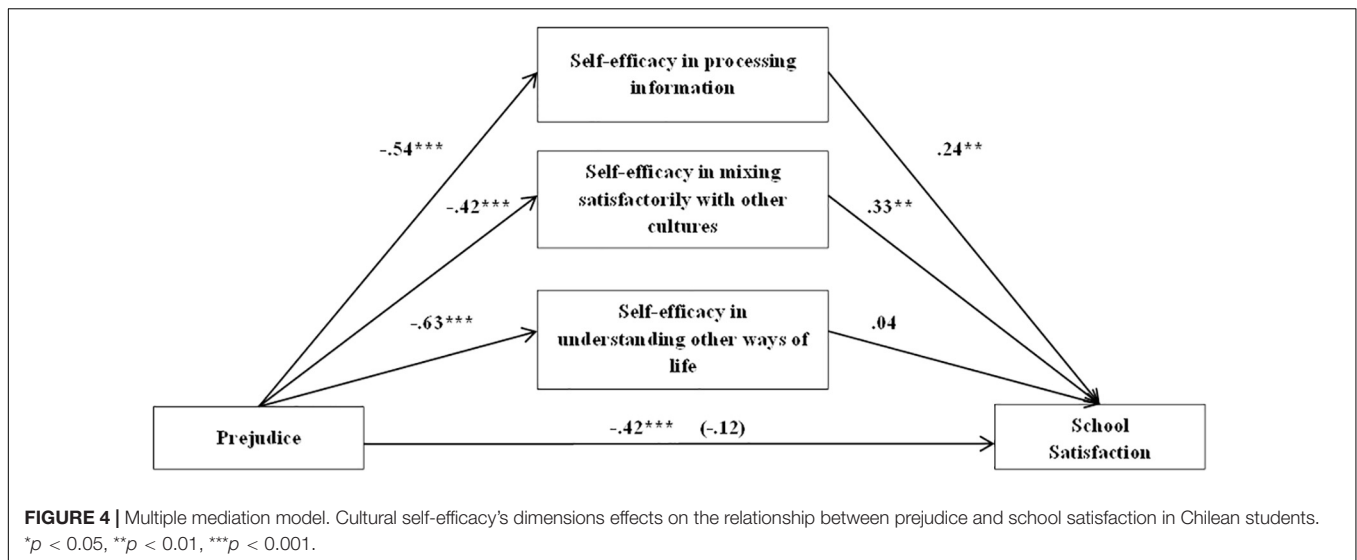 Self-efficacy in processing
information
-.54***
.24**
Self-efficacy in mixing
satisfactorily with other
cultures
-.42***
.33**
Self-efficacy in
understanding other ways of
life
-.63***
.04
Prejudice
-.42*** (-.12)
School
Satisfaction
FIGURE 4 | Multiple mediation model. Cultural self-efficacy's dimensions effects on the relationship between prejudice and school satisfaction in Chilean students.
*p < 0.05, **p < 0.01, ***p < 0.001.